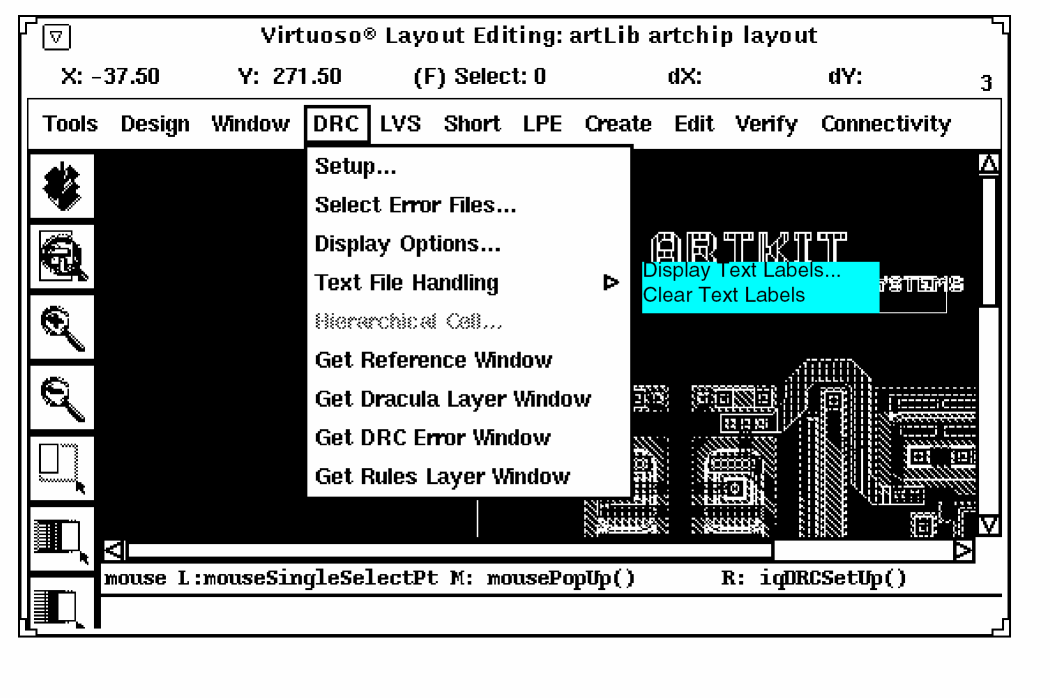 Virtuoso® Layout Editing: artLib artchip layout
X: -37.50 Y: 271.50 (F) Select: 0 dX: dY: 3
Tools Design Window DRC LVS Short LPE Create Edit Verify Connectivity
Setup...
Select Error Files...
Display Options...
ARTKIT
Text File Handling
Display Text Labels...
Clear Text Labels
YSTEMS
Hierarchical Cell...
Get Reference Window
Get Dracula Layer Window
Get DRC Error Window
Get Rules Layer Window
mouse L:mouseSingleSelectPt M: mousePopUp() R: iqDRCSetUp()